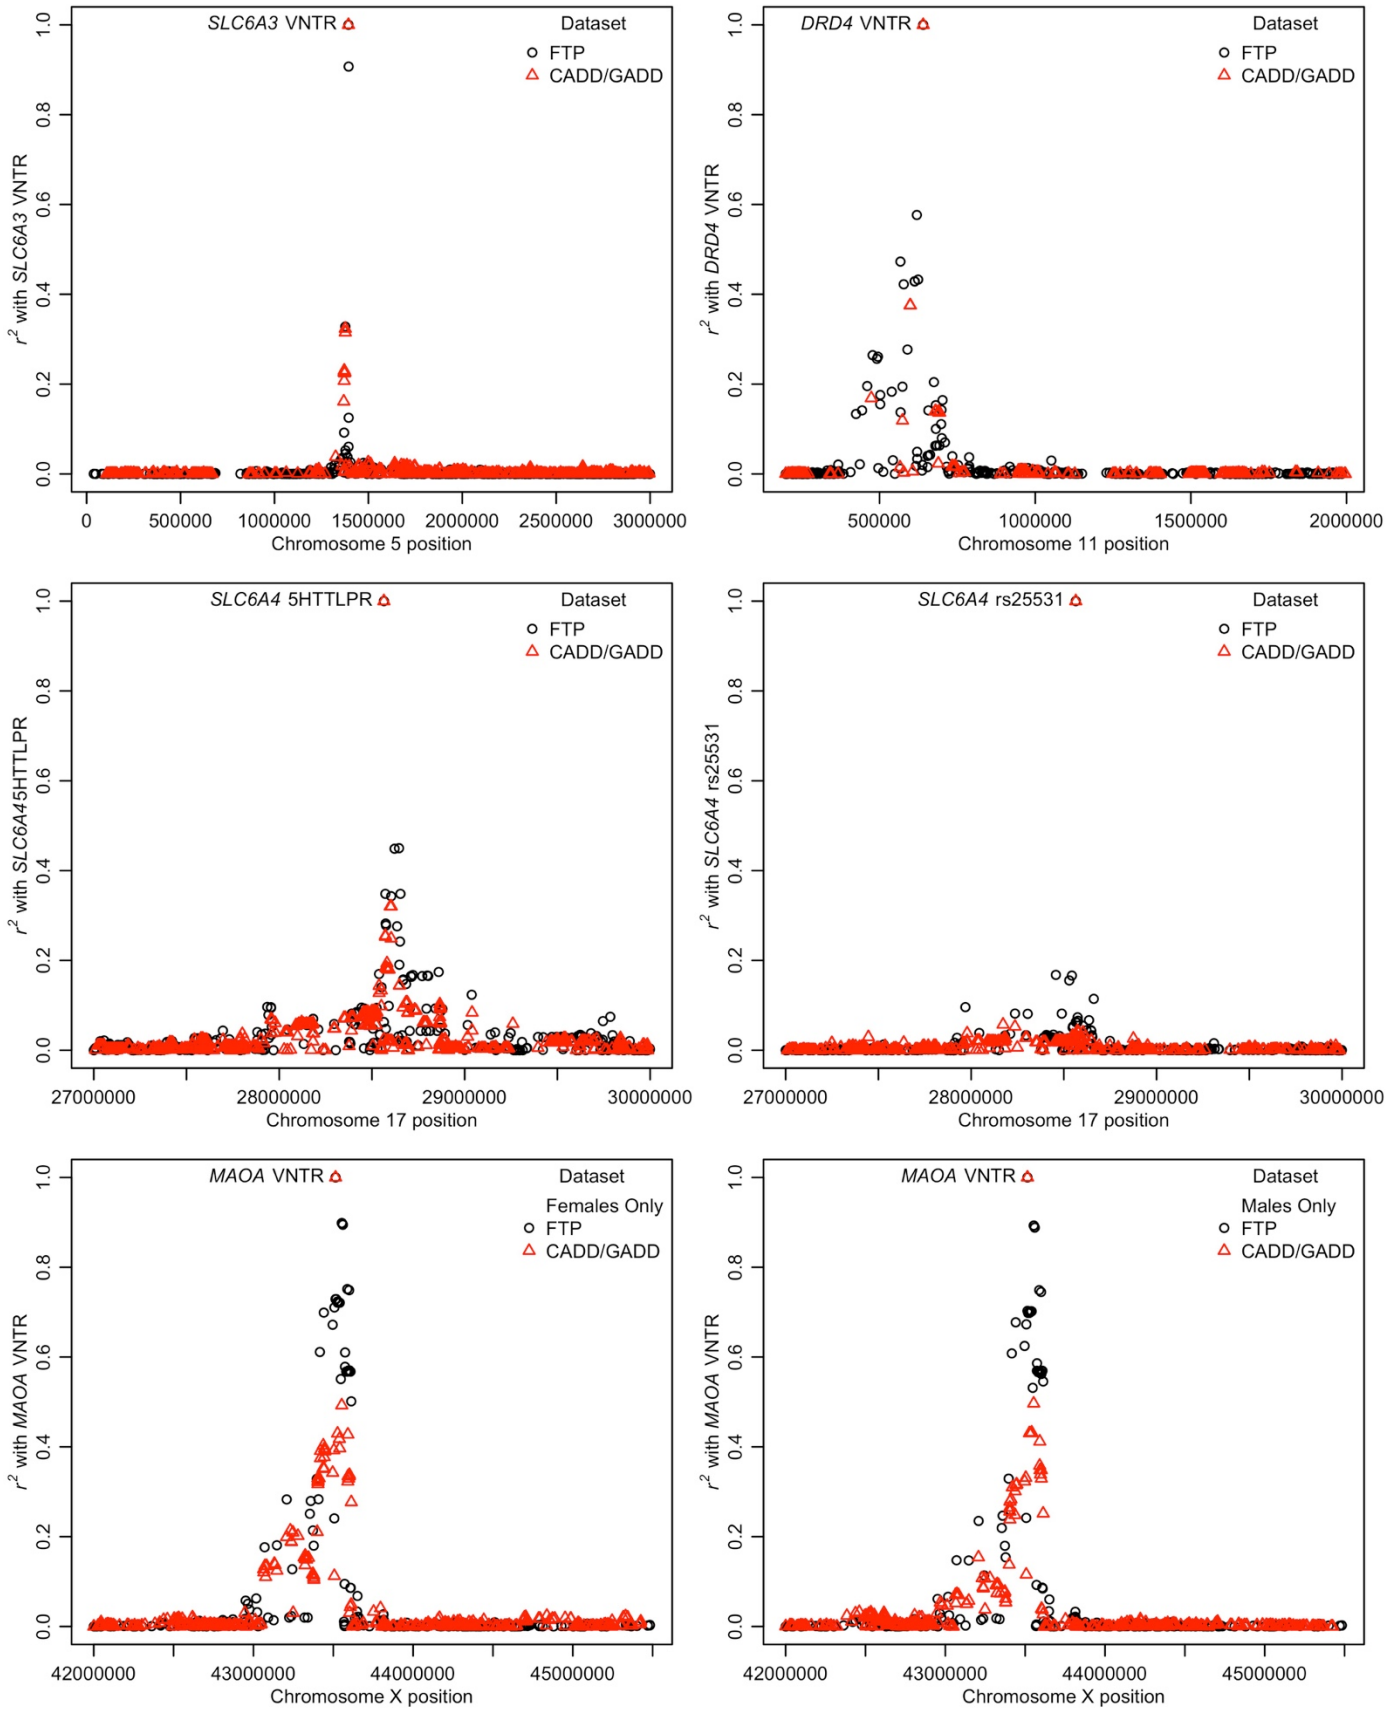 SLC6A3 VNTR
Dataset
FTP
CADD/GADD
r² with SLC6A3 VNTR
0.0 0.2 0.4 0.6 0.8 1.0
0 500000 1000000 1500000 2000000 2500000 3000000
Chromosome 5 position
DRD4 VNTR
Dataset
FTP
CADD/GADD
r² with DRD4 VNTR
0.0 0.2 0.4 0.6 0.8 1.0
500000 1000000 1500000 2000000
Chromosome 11 position
SLC6A4 5HTTLPR
Dataset
FTP
CADD/GADD
r² with SLC6A45HTTLPR
0.0 0.2 0.4 0.6 0.8 1.0
27000000 28000000 29000000 30000000
Chromosome 17 position
SLC6A4 rs25531
Dataset
FTP
CADD/GADD
r² with SLC6A4 rs25531
0.0 0.2 0.4 0.6 0.8 1.0
27000000 28000000 29000000 30000000
Chromosome 17 position
MAOA VNTR
Dataset
Females Only
FTP
CADD/GADD
r² with MAOA VNTR
0.0 0.2 0.4 0.6 0.8 1.0
42000000 43000000 44000000 45000000
Chromosome X position
MAOA VNTR
Dataset
Males Only
FTP
CADD/GADD
r² with MAOA VNTR
0.0 0.2 0.4 0.6 0.8 1.0
42000000 43000000 44000000 45000000
Chromosome X position